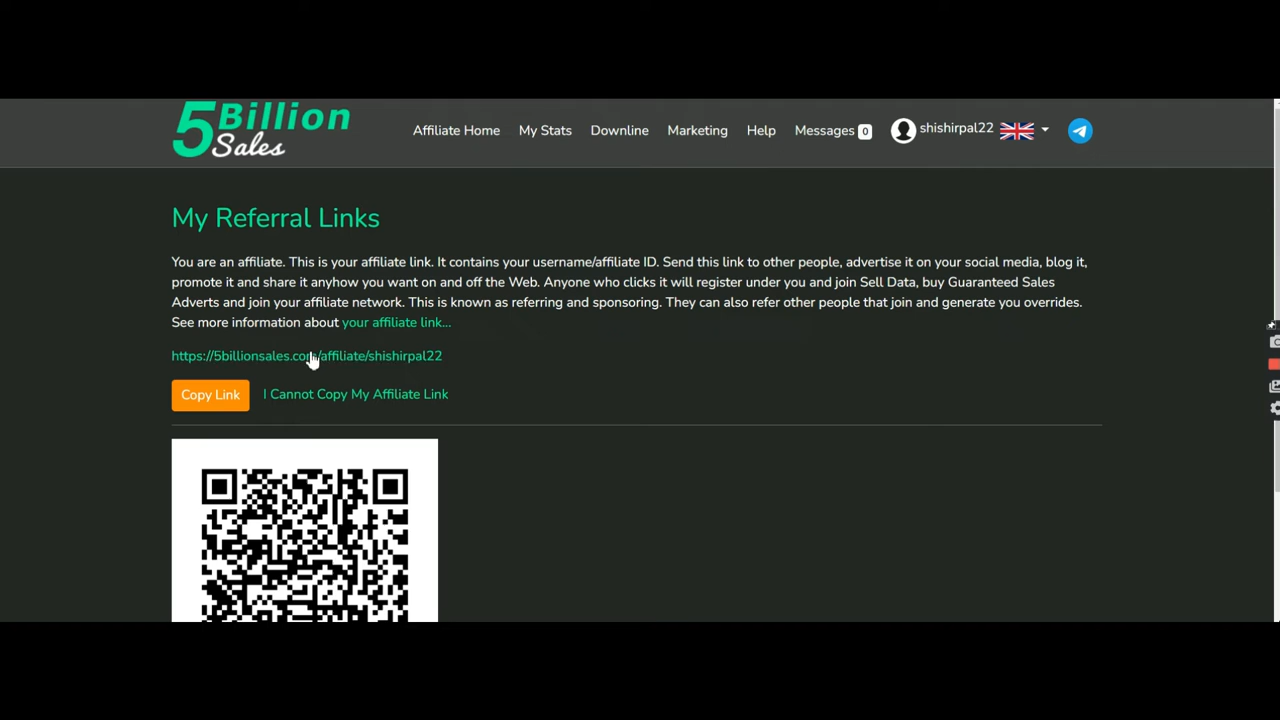 5Billion
Sales
Affiliate Home My Stats Downline Marketing Help Messages 0 shishirpal22
My Referral Links
You are an affiliate. This is your affiliate link. It contains your username/affiliate ID. Send this link to other people, advertise it on your social media, blog it,
promote it and share it anyhow you want on and off the Web. Anyone who clicks it will register under you and join Sell Data, buy Guaranteed Sales
Adverts and join your affiliate network. This is known as referring and sponsoring. They can also refer other people that join and generate you overrides.
See more information about your affiliate link...
https://5billionsales.com/affiliate/shishirpal22
Copy Link I Cannot Copy My Affiliate Link